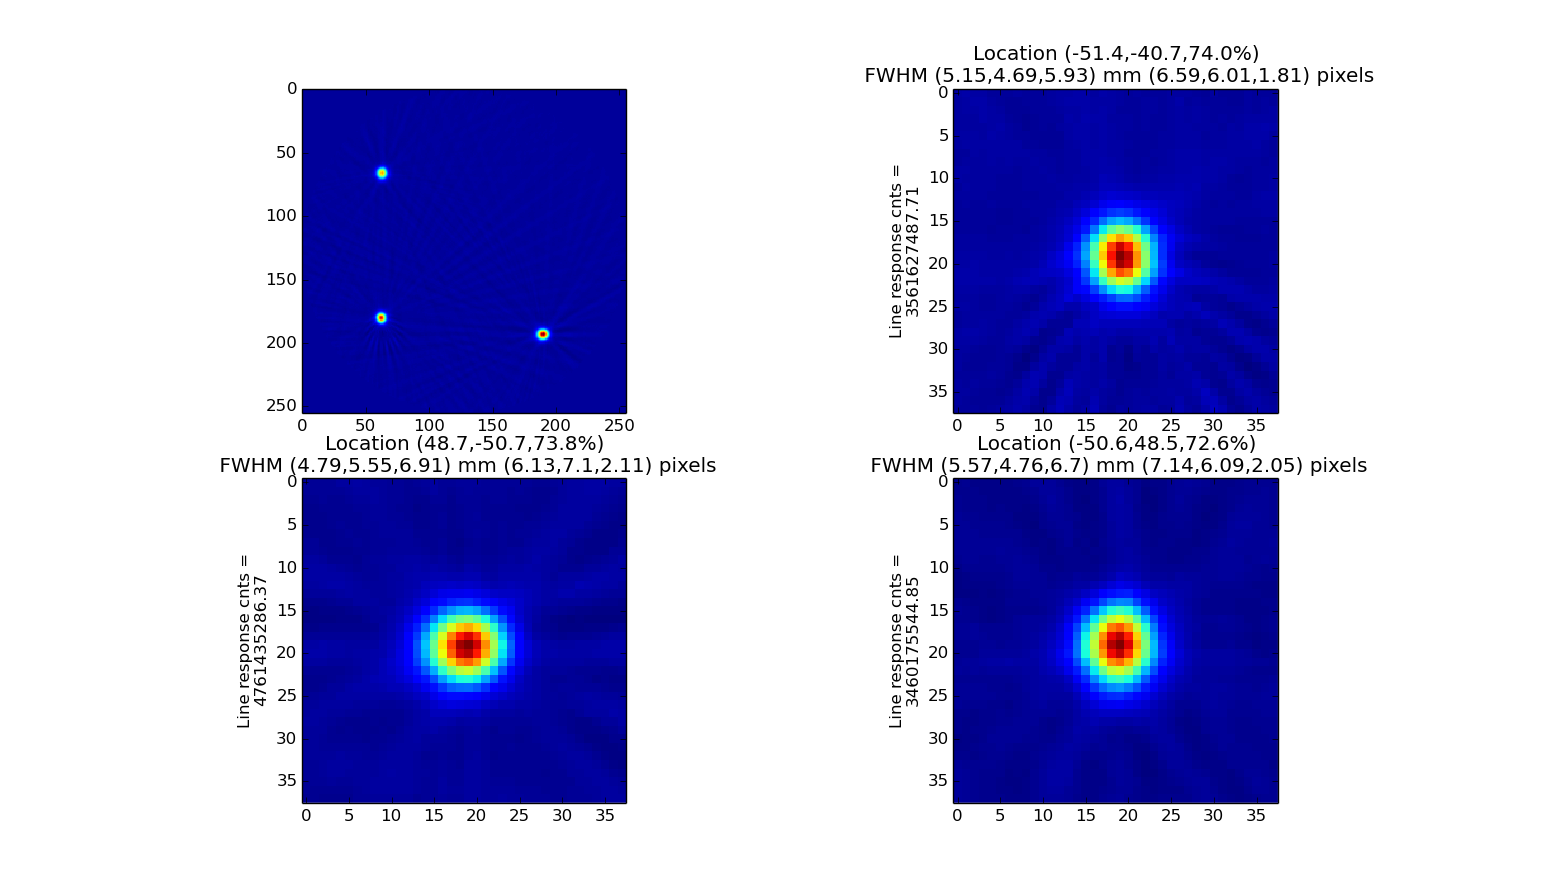 0
50
100
150
200
250
0 50 100 150 200 250
Location (-51.4,-40.7,74.0%)
FWHM (5.15,4.69,5.93) mm (6.59,6.01,1.81) pixels
Line response cnts =
3561627487.71
0
5
10
15
20
25
30
35
0 5 10 15 20 25 30 35
Location (48.7,-50.7,73.8%)
FWHM (4.79,5.55,6.91) mm (6.13,7.1,2.11) pixels
Line response cnts =
4761435286.37
0
5
10
15
20
25
30
35
0 5 10 15 20 25 30 35
Location (-50.6,48.5,72.6%)
FWHM (5.57,4.76,6.7) mm (7.14,6.09,2.05) pixels
Line response cnts =
3460175544.85
0
5
10
15
20
25
30
35
0 5 10 15 20 25 30 35